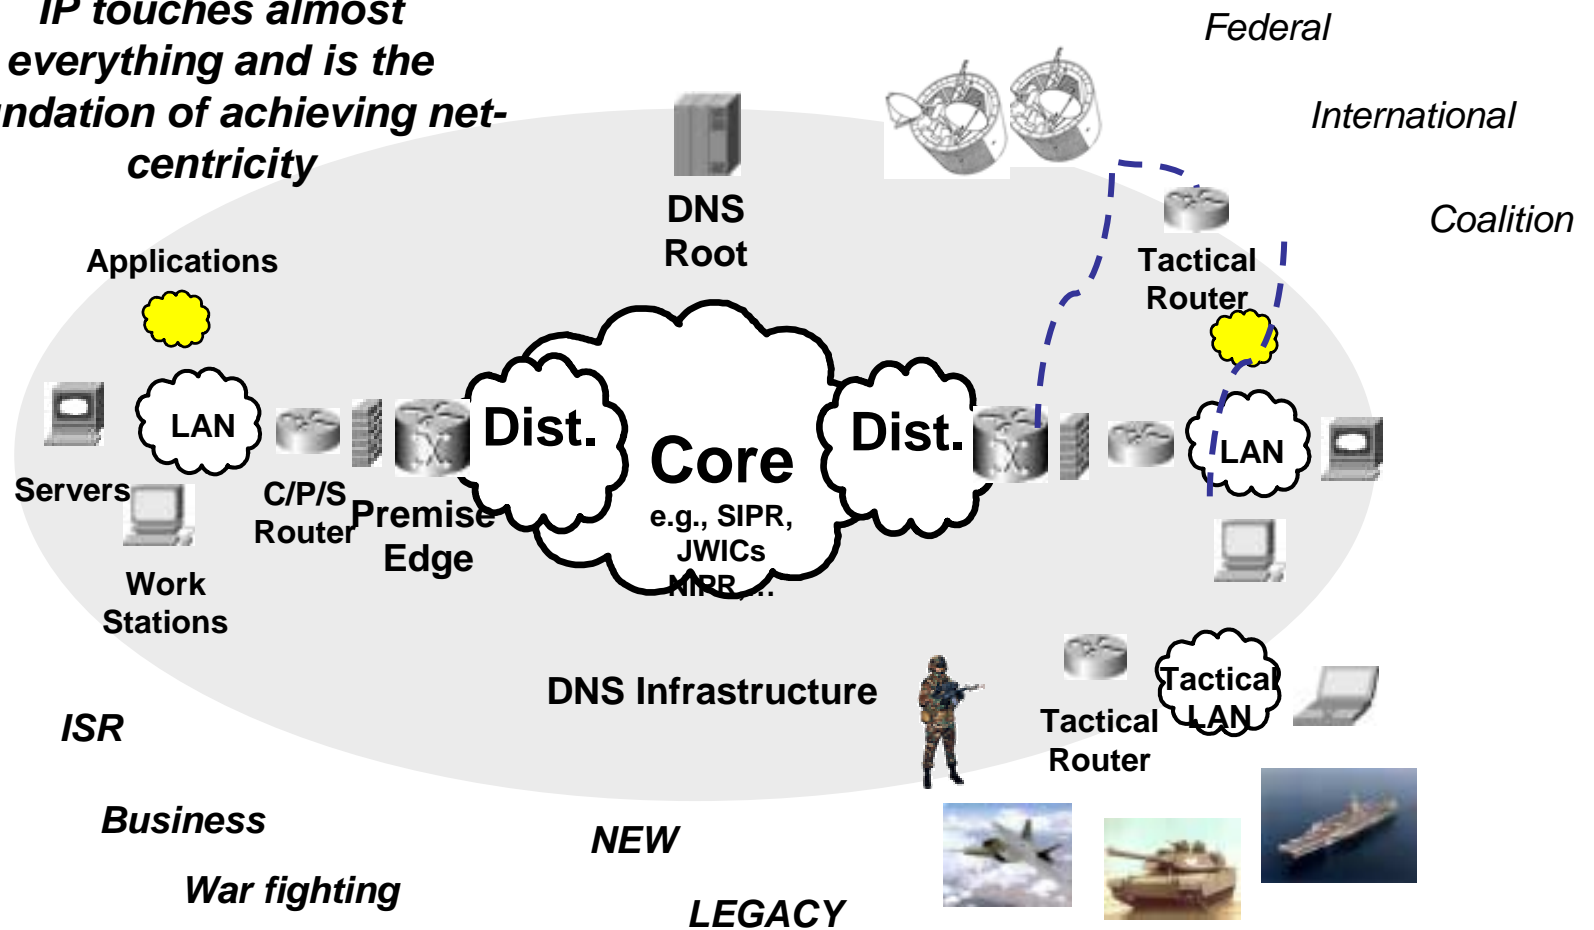 IP touches almost
everything and is the
ndation of achieving net-
centricity
Federal
International
Coalition
DNS
Root
Applications
Tactical
Router
LAN
Dist.
Core
e.g., SIPR,
JWICs
NIPR,...
Dist.
LAN
Servers
C/P/S
Router
Premise
Edge
Work
Stations
DNS Infrastructure
Tactical
Router
Tactical
LAN
ISR
Business
War fighting
NEW
LEGACY